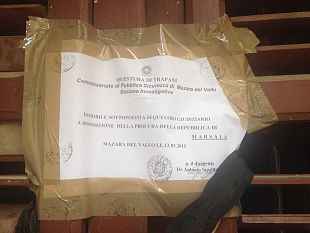 QUESTURA DI TRAPANI
Commissariato di Pubblica Sicurezza di Mazara del Vallo
Sezione Investigativa
IMMOBILE SOTTOPOSTO A SEQUESTRO GIUDIZIARIO
A DISPOSIZIONE DELLA PROCURA DELLA REPUBBLICA DI
MARSALA
MAZARA DEL VALLO LI, 13.03.2015
p. il dirigente
Dr Antonio